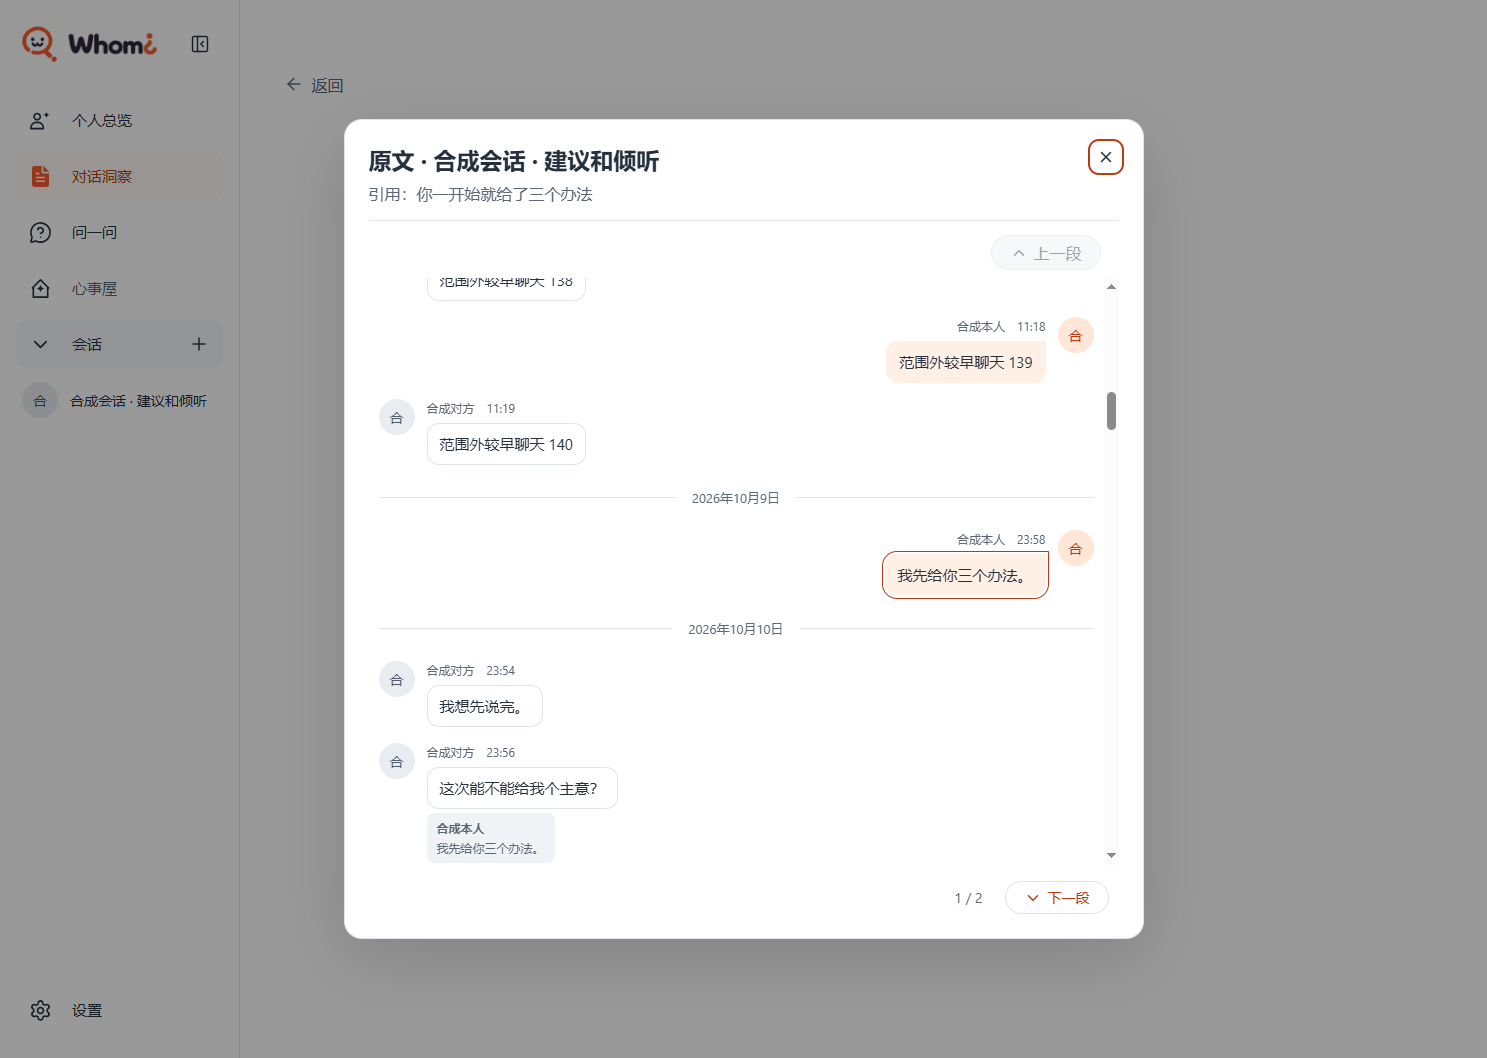 Whomi
返回
个人总览
对话洞察
问一问
心事屋
会话
合 合成会话 · 建议和倾听
设置
原文 · 合成会话 · 建议和倾听
引用：你一开始就给了三个办法
上一段
范围外较早聊天 138
合成本人 11:18
合
范围外较早聊天 139
合成对方 11:19
合
范围外较早聊天 140
2026年10月9日
合成本人 23:58
合
我先给你三个办法。
2026年10月10日
合成对方 23:54
合
我想先说完。
合成对方 23:56
合
这次能不能给我个主意？
合成本人
我先给你三个办法。
1 / 2
下一段